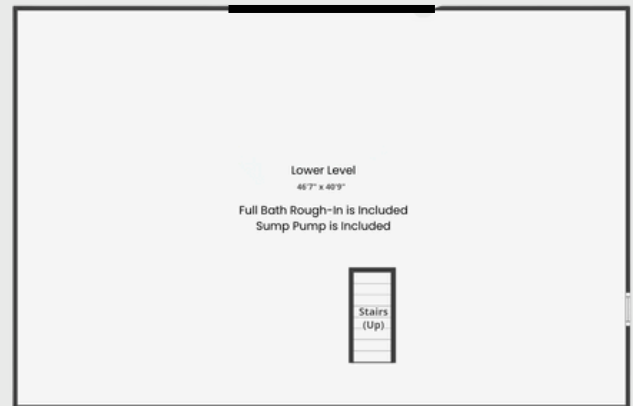 Lower Level
46'7" x 40'9"
Full Bath Rough-In is Included
Sump Pump is Included
Stairs
(Up)